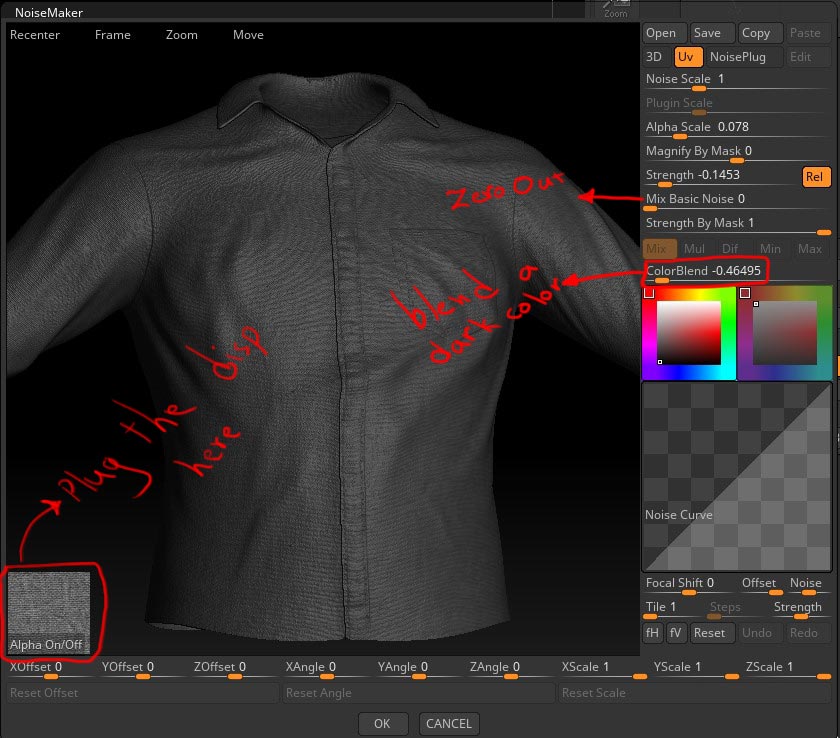 NoiseMaker
Zoom
Recenter Frame Zoom Move
Open Save Copy Paste
3D Uv NoisePlug Edit
Noise Scale 1
Plugin Scale
Alpha Scale 0.078
Magnify By Mask 0
Strength -0.1453 Rel
Mix Basic Noise 0
Strength By Mask 1
Mix Mul Dif Min Max
ColorBlend -0.46495
Zero Out
blend a
dark color
Plug the disp
here
Noise Curve
Focal Shift 0 Offset Noise
Tile 1 Steps Strength
fH fV Reset Undo Redo
Alpha On/Off
XOffset 0 YOffset 0 ZOffset 0 XAngle 0 YAngle 0 ZAngle 0 XScale 1 YScale 1 ZScale 1
Reset Offset Reset Angle Reset Scale
OK CANCEL